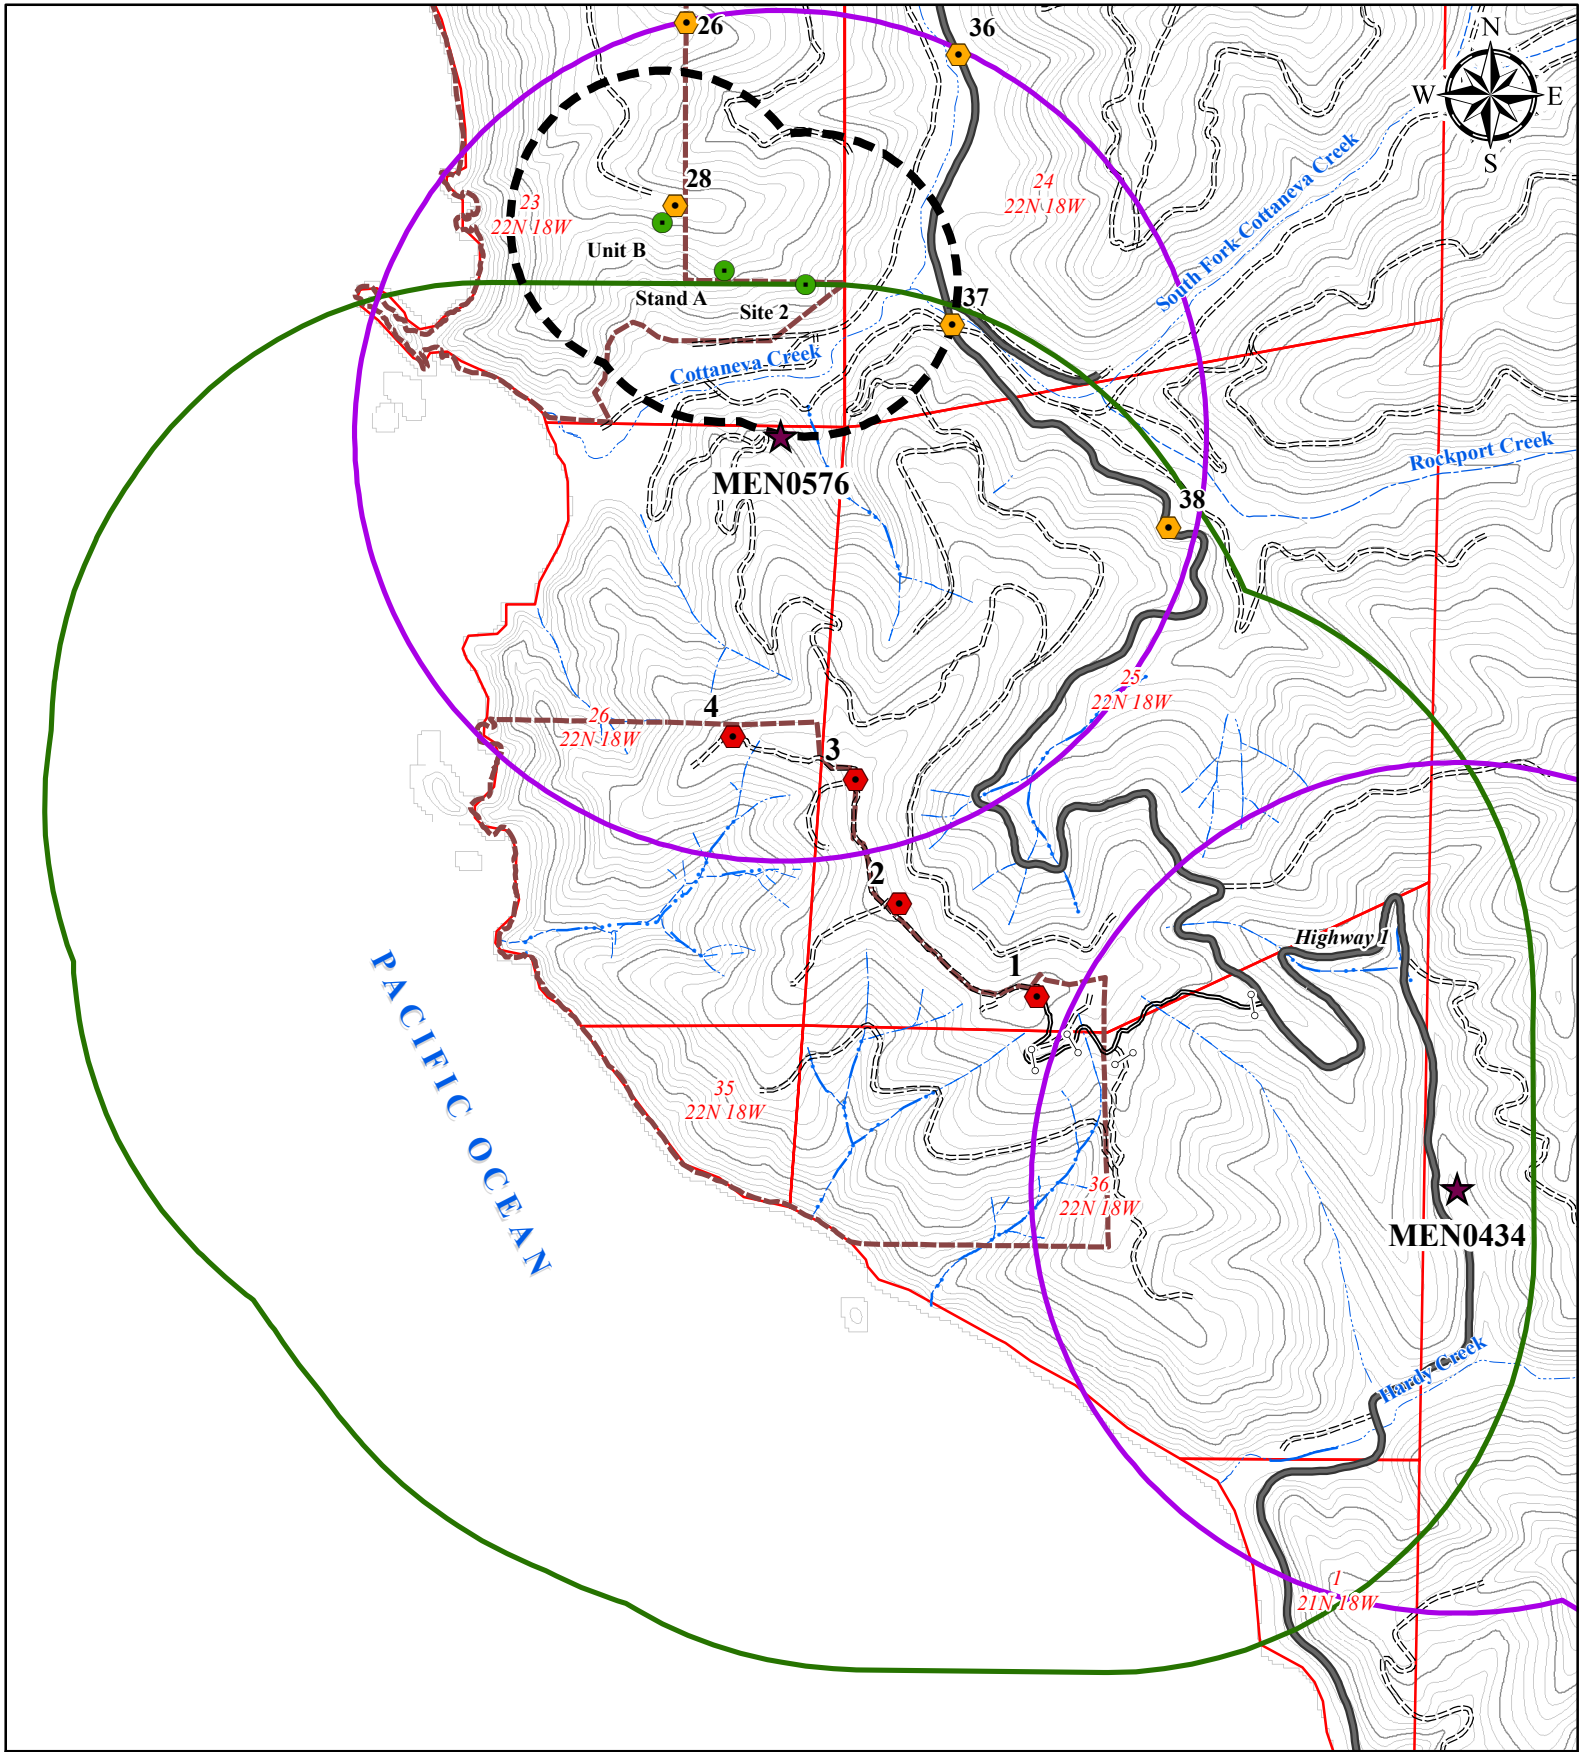 26
36
N
W
E
S
28
23
22N 18W
24
22N 18W
South Fork Cottaneva Creek
Unit B
Stand A
Site 2
37
Cottaneva Creek
MEN0576
Rockport Creek
38
25
22N 18W
4
26
22N 18W
3
2
1
Highway 1
PACIFIC OCEAN
35
22N 18W
36
22N 18W
MEN0434
Hardy Creek
1
21N 18W